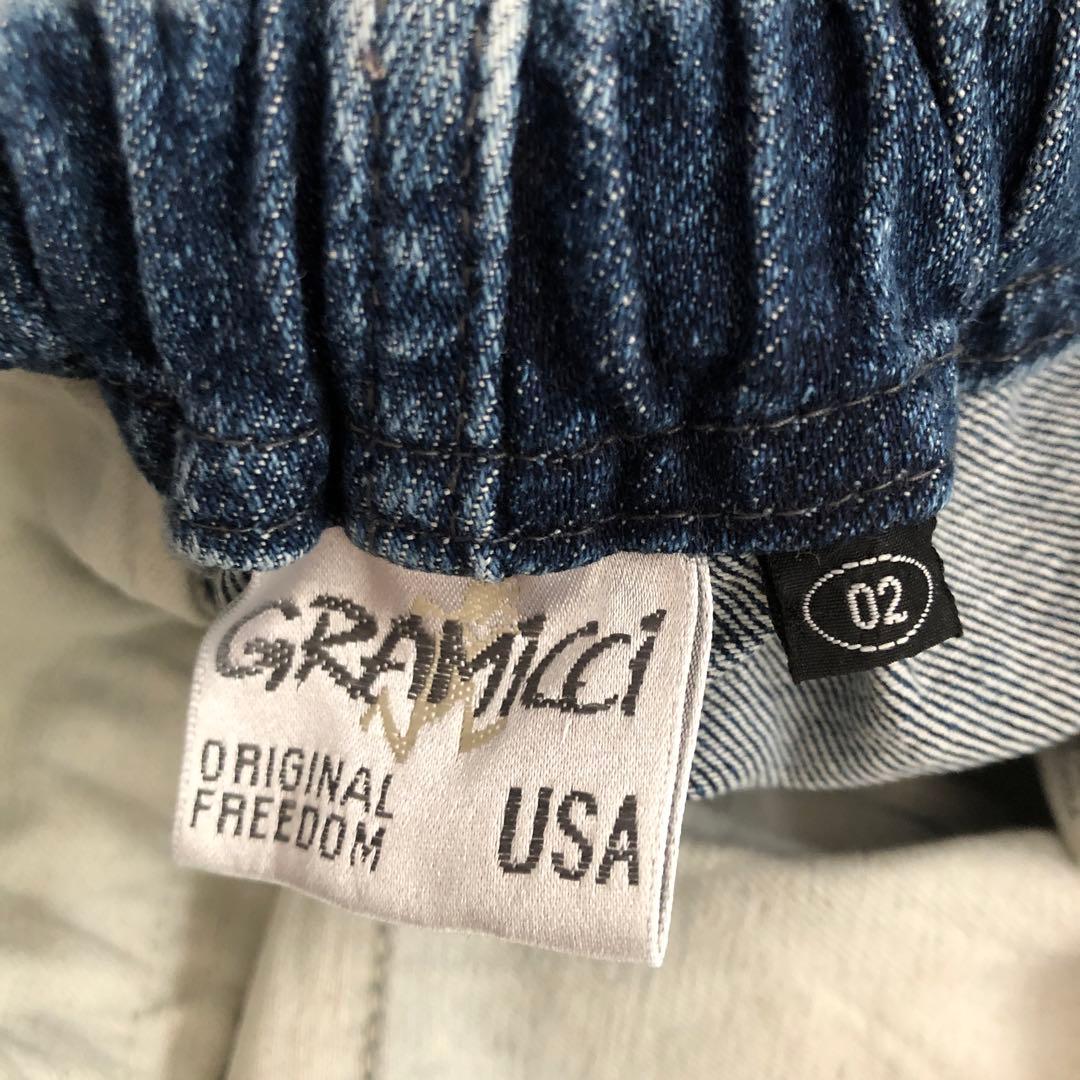 GRAMICCI
ORIGINAL
FREEDOM
USA
02